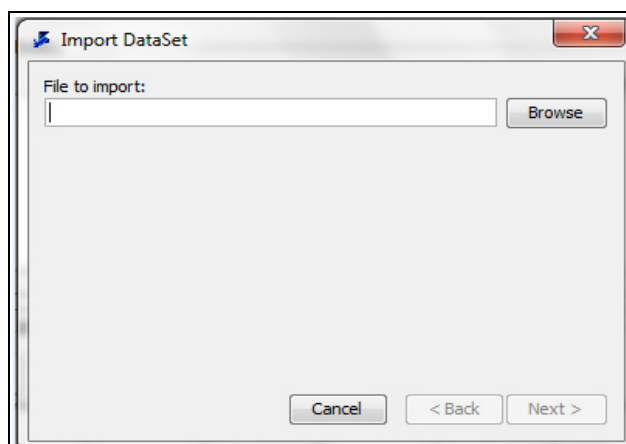 Import DataSet
File to import:
Browse
Cancel < Back Next >